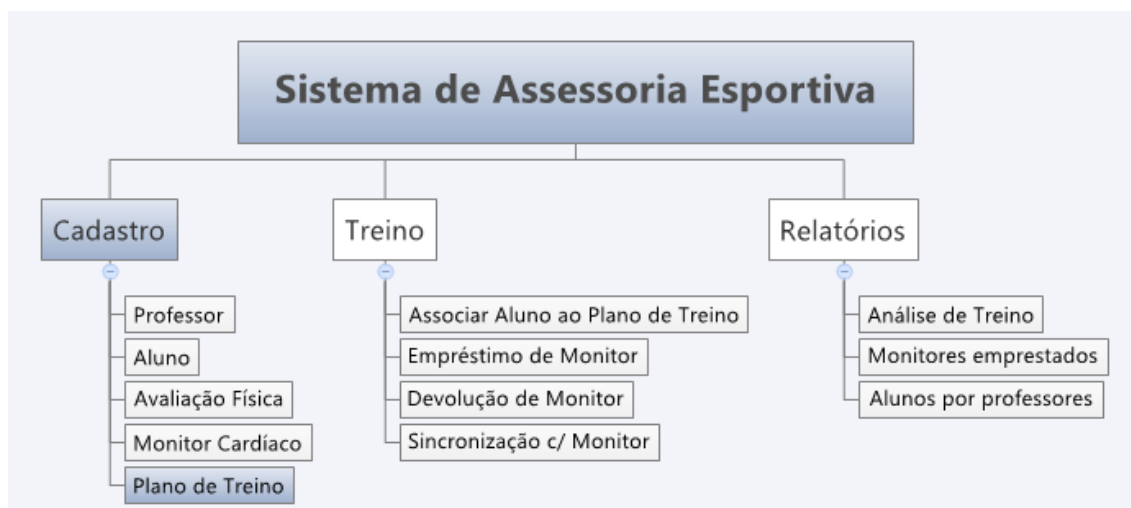 Sistema de Assessoria Esportiva
Cadastro
Professor
Aluno
Avaliação Física
Monitor Cardíaco
Plano de Treino
Treino
Associar Aluno ao Plano de Treino
Empréstimo de Monitor
Devolução de Monitor
Sincronização c/ Monitor
Relatórios
Análise de Treino
Monitores emprestados
Alunos por professores